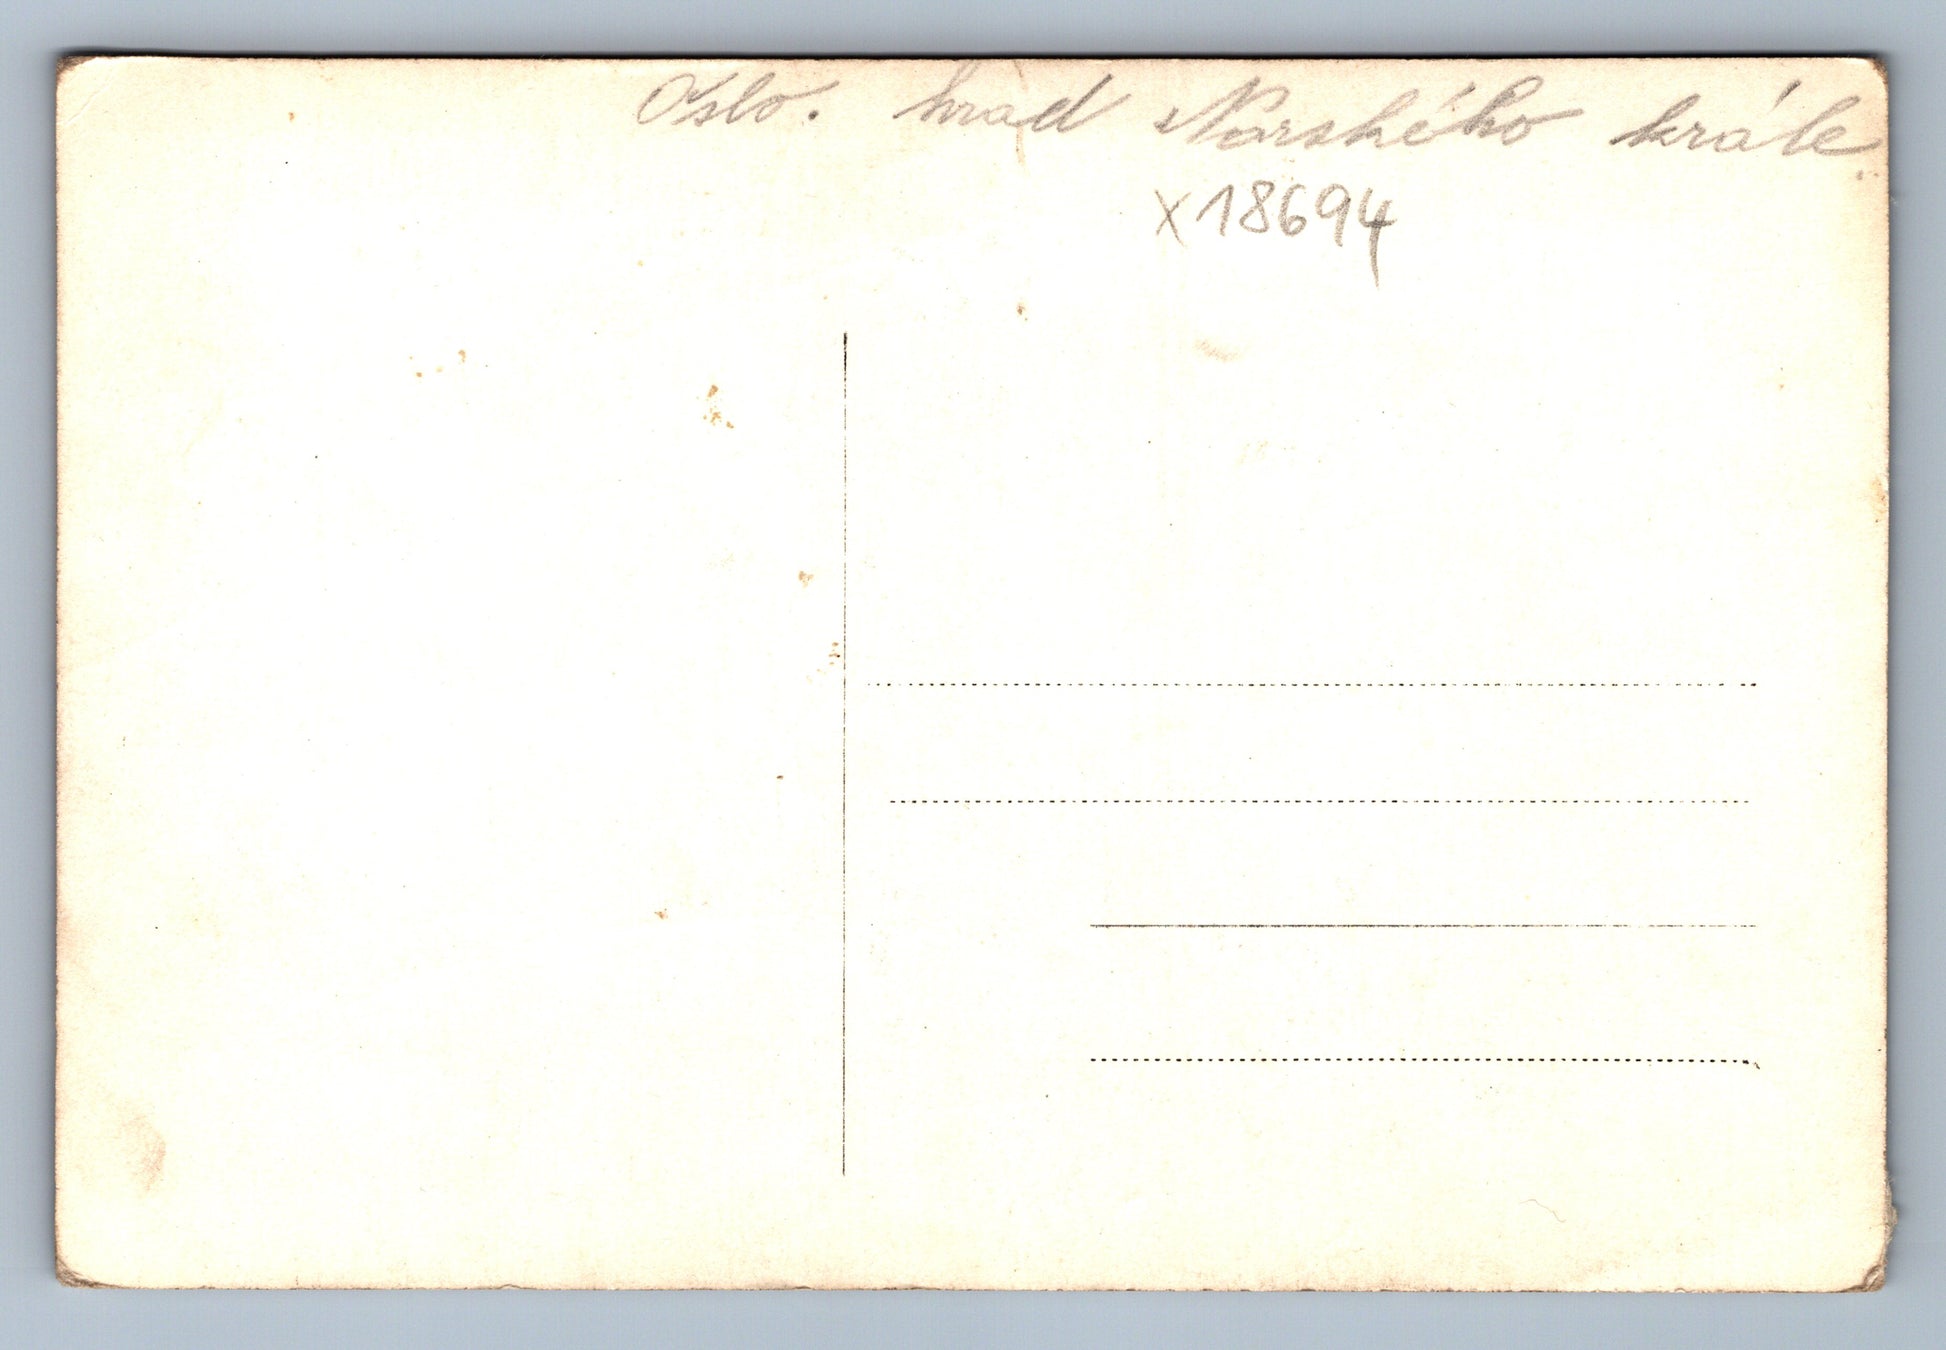 Oslo. hrad Norského krále
x18694